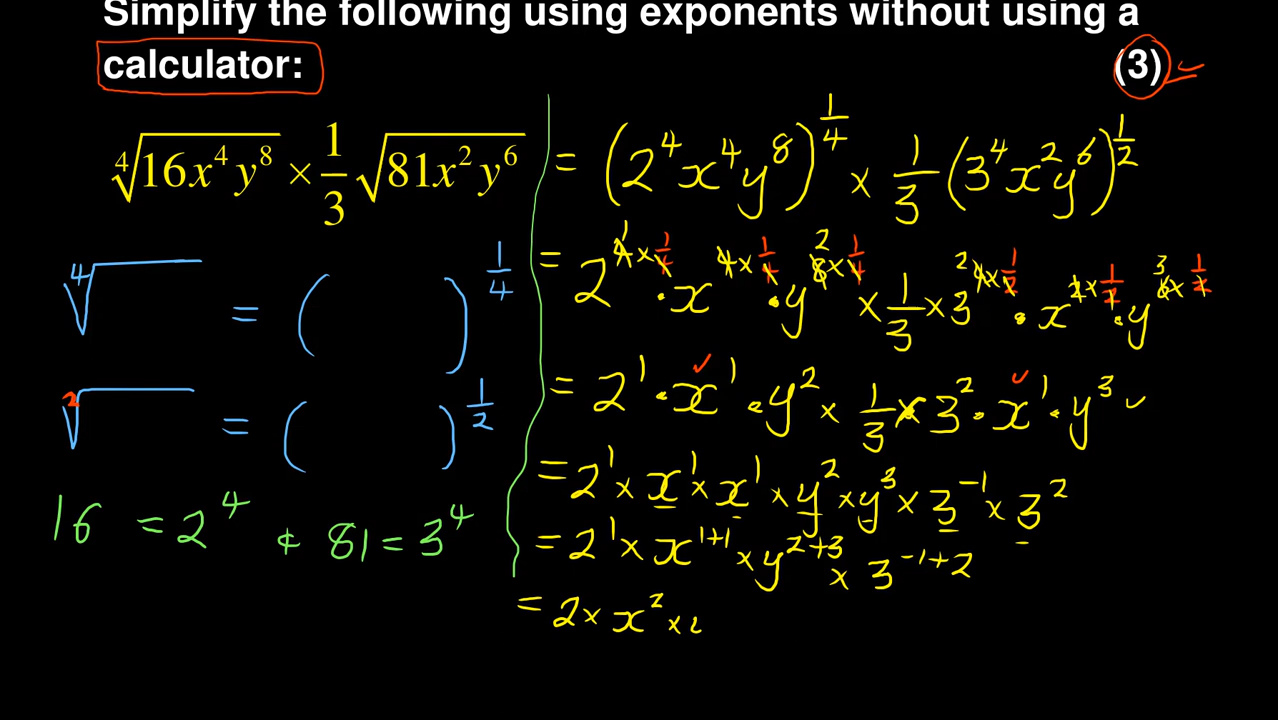 Simplify the following using exponents without using a
calculator: (3) ✓
⁴√(16x⁴y⁸) × 1/3 √(81x²y⁶)
= (2⁴x⁴y⁸)^(1/4) × 1/3 (3⁴x²y⁶)^(1/2)
= 2^(4×1/4) · x^(4×1/4) · y^(8×1/4) × 1/3 × 3^(4×1/2) · x^(2×1/2) · y^(6×1/2)
= 2¹ · x¹ · y² × 1/3 × 3² · x¹ · y³ ✓
= 2¹ × x¹ × x¹ × y² × y³ × 3⁻¹ × 3²
= 2¹ × x¹⁺¹ × y²⁺³ × 3⁻¹⁺²
= 2 × x² ×
⁴√ = ( )^(1/4)
²√ = ( )^(1/2)
16 = 2⁴ & 81 = 3⁴